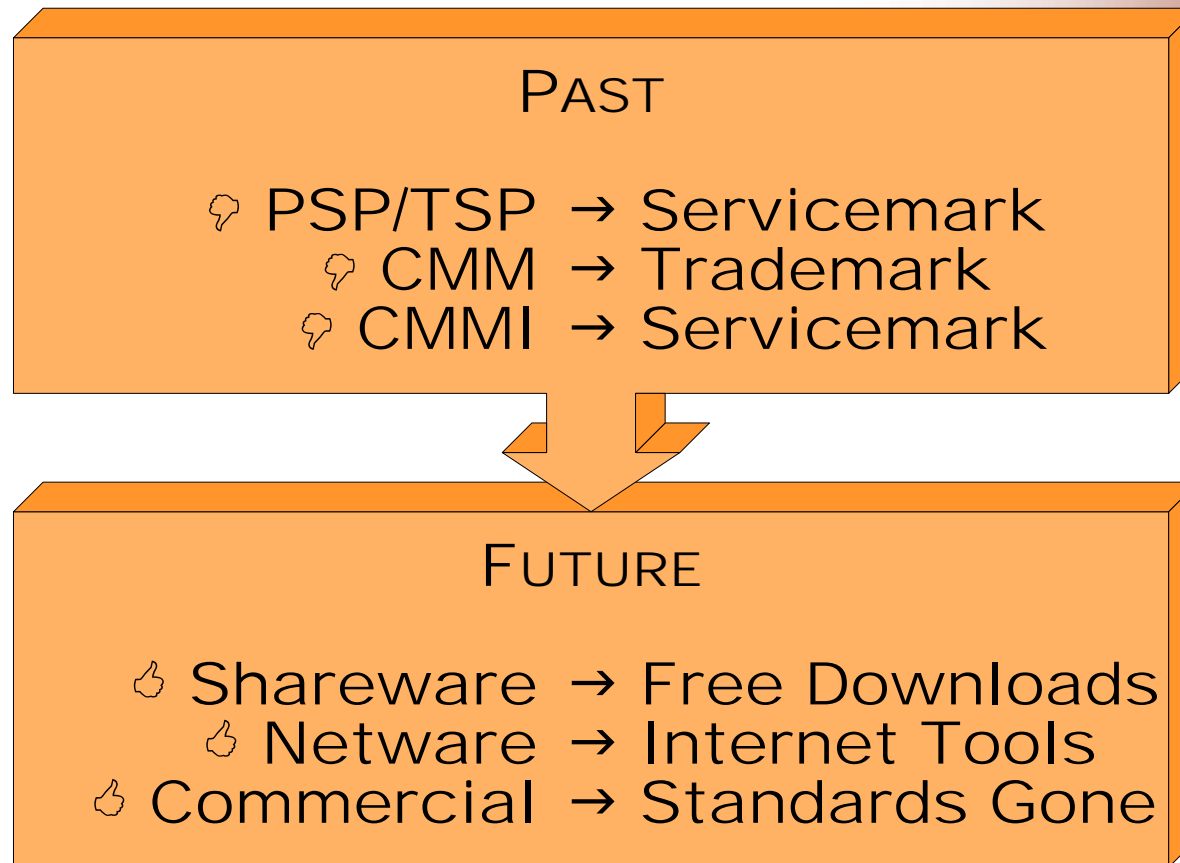 PAST
👎 PSP/TSP → Servicemark
👎 CMM → Trademark
👎 CMMI → Servicemark
FUTURE
👍 Shareware → Free Downloads
👍 Netware → Internet Tools
👍 Commercial → Standards Gone